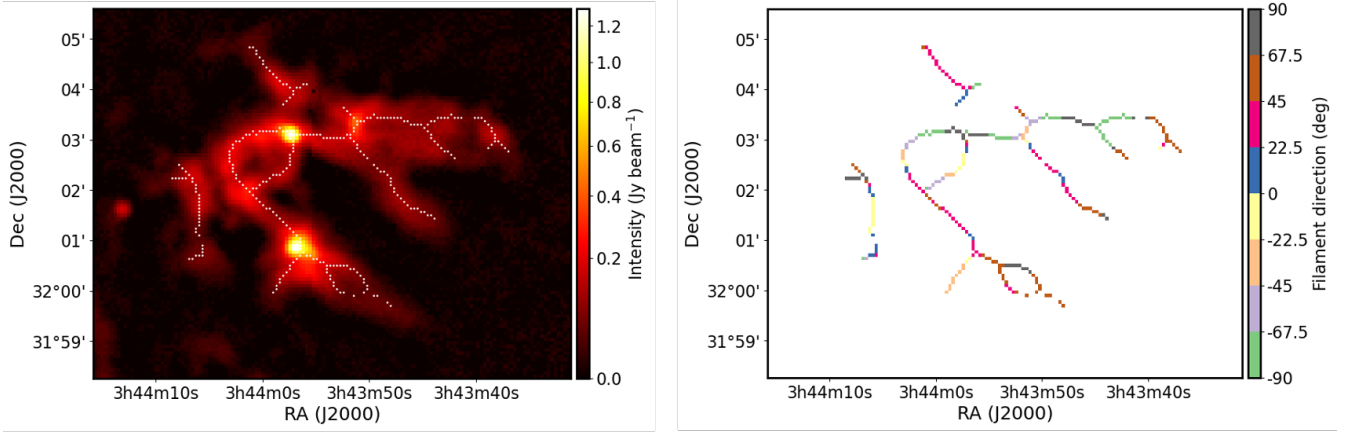 05'
04'
03'
02'
01'
32°00'
31°59'
Dec (J2000)
3h44m10s
3h44m0s
3h43m50s
3h43m40s
RA (J2000)
1.2
1.0
0.8
0.6
0.4
0.2
0.0
Intensity (Jy beam−1)
05'
04'
03'
02'
01'
32°00'
31°59'
Dec (J2000)
3h44m10s
3h44m0s
3h43m50s
3h43m40s
RA (J2000)
90
67.5
45
22.5
0
-22.5
-45
-67.5
-90
Filament direction (deg)